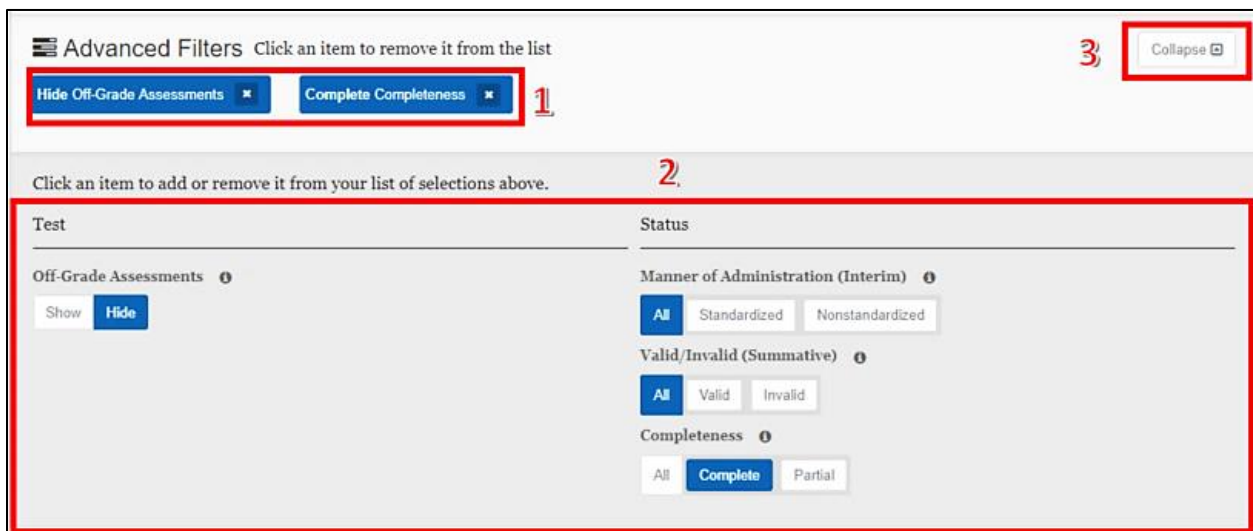 Advanced Filters Click an item to remove it from the list
3
Collapse
Hide Off-Grade Assessments ×
Complete Completeness ×
1
2
Click an item to add or remove it from your list of selections above.
Test
Status
Off-Grade Assessments
Show Hide
Manner of Administration (Interim)
All Standardized Nonstandardized
Valid/Invalid (Summative)
All Valid Invalid
Completeness
All Complete Partial